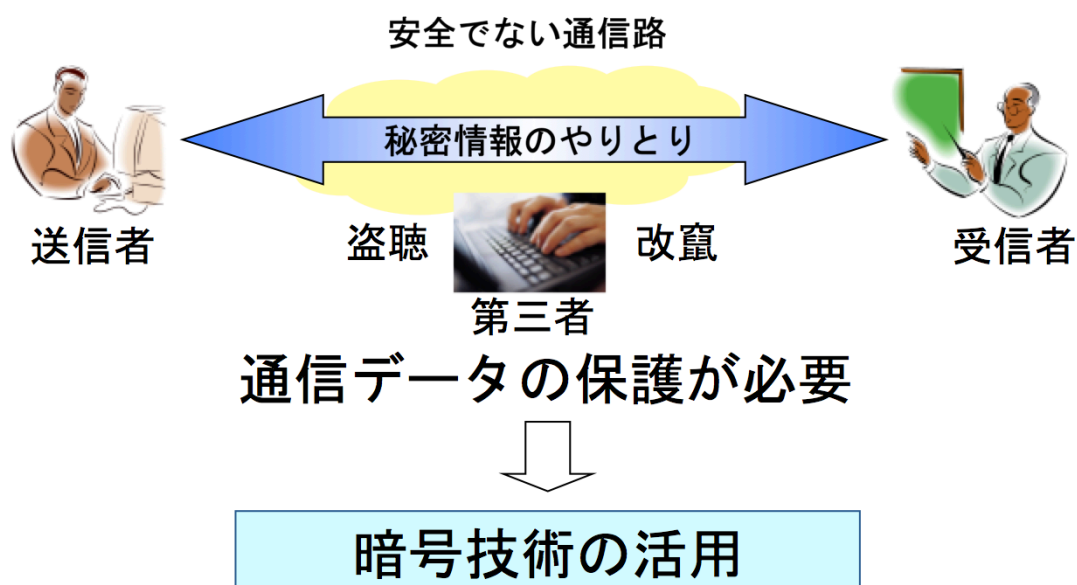 安全でない通信路
秘密情報のやりとり
送信者
盗聴
改竄
受信者
第三者
通信データの保護が必要
暗号技術の活用